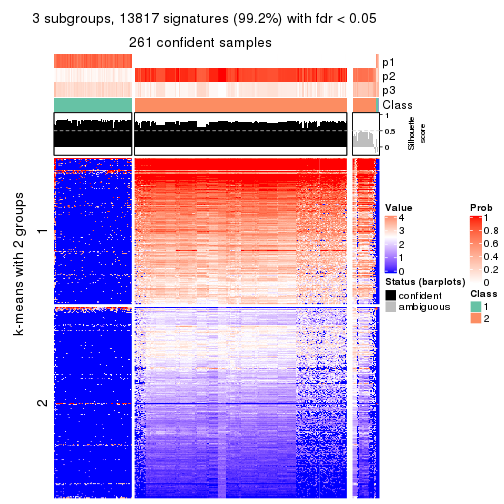 3 subgroups, 13817 signatures (99.2%) with fdr < 0.05
261 confident samples
p1
p2
p3
Class
1
0.5
0
Silhouette
score
k-means with 2 groups
1
2
Value
4
3
2
1
0
Prob
1
0.8
0.6
0.4
0.2
0
Status (barplots)
confident
ambiguous
Class
1
2